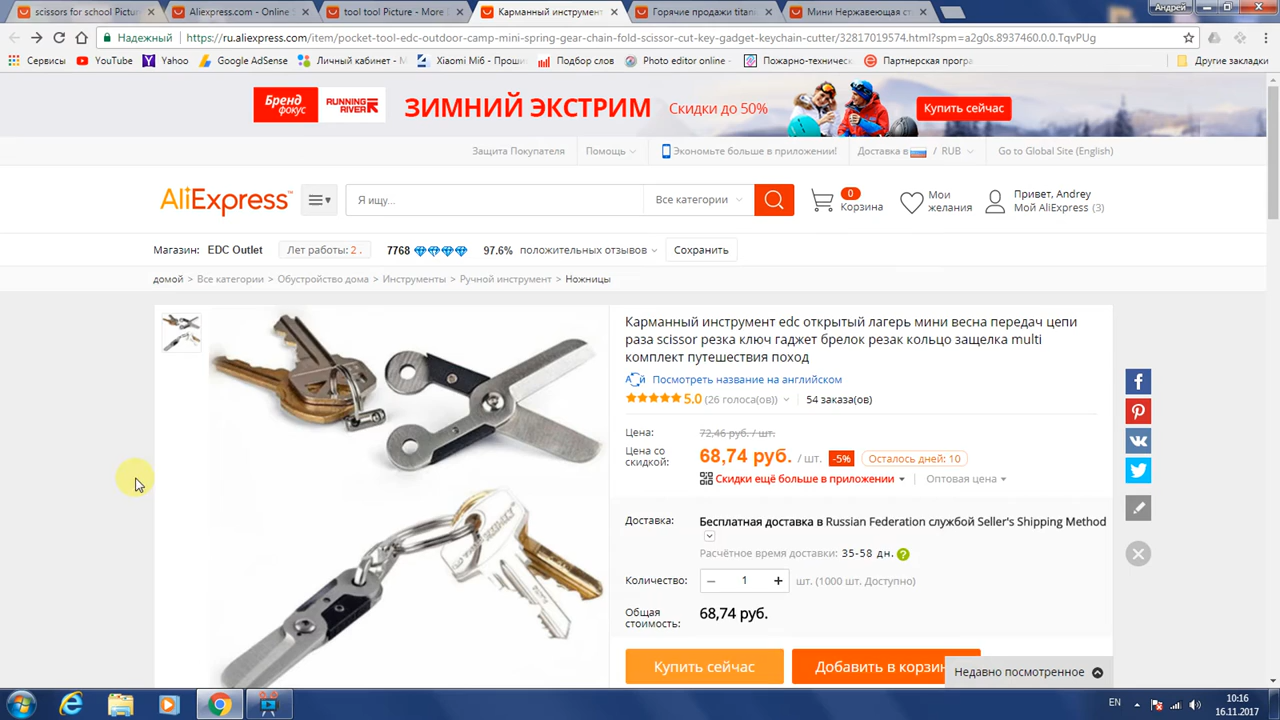 scissors for school Pictur
Aliexpress.com - Online S
tool tool Picture - More D
Карманный инструмент
Горячие продажи titani
Мини Нержавеющая ст
Андрей
Надежный
https://ru.aliexpress.com/item/pocket-tool-edc-outdoor-camp-mini-spring-gear-chain-fold-scissor-cut-key-gadget-keychain-cutter/32817019574.html?spm=a2g0s.8937460.0.0.TqvPUg
Сервисы
YouTube
Yahoo
Google AdSense
Личный кабинет - M
Xiaomi Mi6 - Проши
Подбор слов
Photo editor online -
Пожарно-техническ
Партнерская прогр
Другие закладки
Бренд фокус
RUNNING RIVER
ЗИМНИЙ ЭКСТРИМ
Скидки до 50%
Купить сейчас
Защита Покупателя
Помощь
Экономьте больше в приложении!
Доставка в / RUB
Go to Global Site (English)
AliExpress™
Я ищу...
Все категории
0
Корзина
Мои желания
Привет, Andrey
Мой AliExpress (3)
Магазин: EDC Outlet
Лет работы: 2 .
7768
97.6% положительных отзывов
Сохранить
домой > Все категории > Обустройство дома > Инструменты > Ручной инструмент > Ножницы
Карманный инструмент edc открытый лагерь мини весна передач цепи
раза scissor резка ключ гаджет брелок резак кольцо защелка multi
комплект путешествия поход
Посмотреть название на английском
5.0 (26 голоса(ов)) 54 заказа(ов)
Цена: 72,46 руб. / шт.
Цена со скидкой: 68,74 руб. / шт. -5% Осталось дней: 10
Скидки ещё больше в приложении
Оптовая цена
Доставка: Бесплатная доставка в Russian Federation службой Seller's Shipping Method
Расчётное время доставки: 35-58 дн.
Количество: 1 шт. (1000 шт. Доступно)
Общая стоимость: 68,74 руб.
Купить сейчас
Добавить в корзин
Недавно посмотренное
EN
10:16
16.11.2017